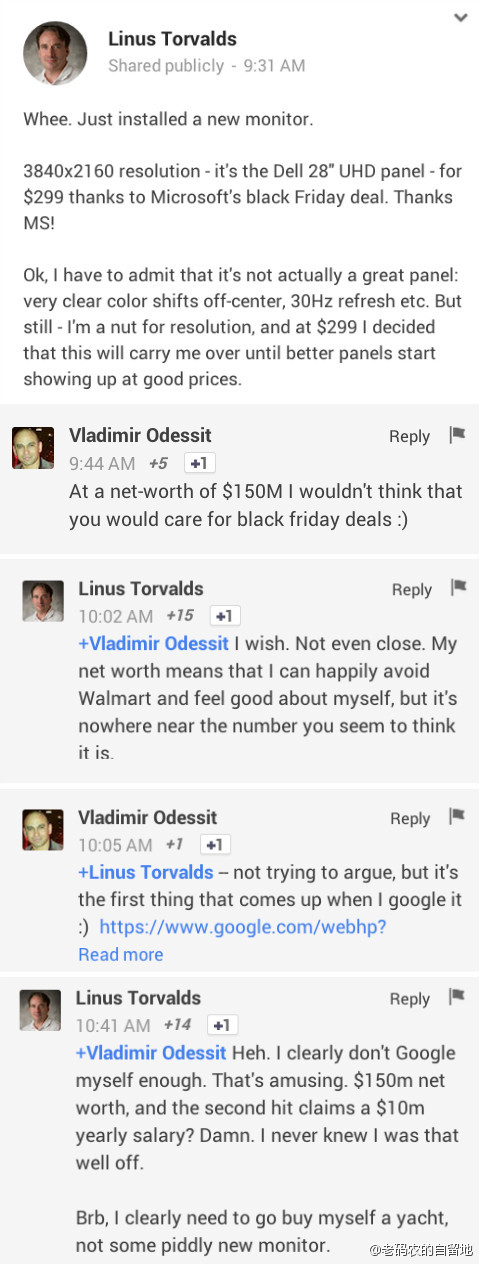 Linus Torvalds
Shared publicly - 9:31 AM
Whee. Just installed a new monitor.
3840x2160 resolution - it's the Dell 28" UHD panel - for
$299 thanks to Microsoft's black Friday deal. Thanks
MS!
Ok, I have to admit that it's not actually a great panel:
very clear color shifts off-center, 30Hz refresh etc. But
still - I'm a nut for resolution, and at $299 I decided
that this will carry me over until better panels start
showing up at good prices.
Vladimir Odessit Reply
9:44 AM +5 +1
At a net-worth of $150M I wouldn't think that
you would care for black friday deals :)
Linus Torvalds Reply
10:02 AM +15 +1
+Vladimir Odessit I wish. Not even close. My
net worth means that I can happily avoid
Walmart and feel good about myself, but it's
nowhere near the number you seem to think
it is.
Vladimir Odessit Reply
10:05 AM +1 +1
+Linus Torvalds – not trying to argue, but it's
the first thing that comes up when I google it
:) https://www.google.com/webhp?
Read more
Linus Torvalds Reply
10:41 AM +14 +1
+Vladimir Odessit Heh. I clearly don't Google
myself enough. That's amusing. $150m net
worth, and the second hit claims a $10m
yearly salary? Damn. I never knew I was that
well off.
Brb, I clearly need to go buy myself a yacht,
not some piddly new monitor.
@老码农的自留地